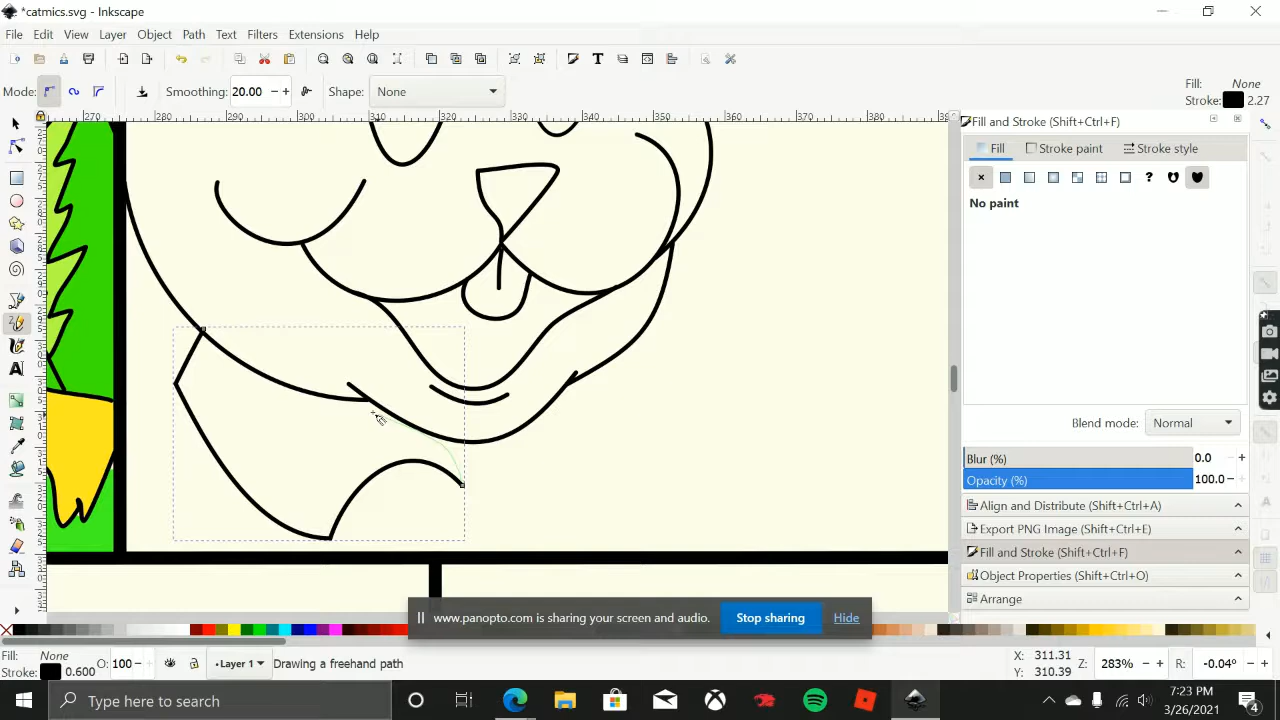 *catmics.svg - Inkscape
File Edit View Layer Object Path Text Filters Extensions Help
Mode: Smoothing: 20.00 - + Shape: None
Fill: None
Stroke: 2.27
270 280 290 300 310 320 330 340 350 360 370 380
Fill and Stroke (Shift+Ctrl+F)
Fill Stroke paint Stroke style
No paint
Blend mode: Normal
Blur (%) 0.0 - +
Opacity (%) 100.0 - +
Align and Distribute (Shift+Ctrl+A)
Export PNG Image (Shift+Ctrl+E)
Fill and Stroke (Shift+Ctrl+F)
Object Properties (Shift+Ctrl+O)
Arrange
www.panopto.com is sharing your screen and audio. Stop sharing Hide
Fill: None
Stroke: 0.600
O: 100 - +
Layer 1
Drawing a freehand path
X: 311.31
Y: 310.39
Z: 283% - + R: -0.04° - +
Type here to search
7:23 PM
3/26/2021
4